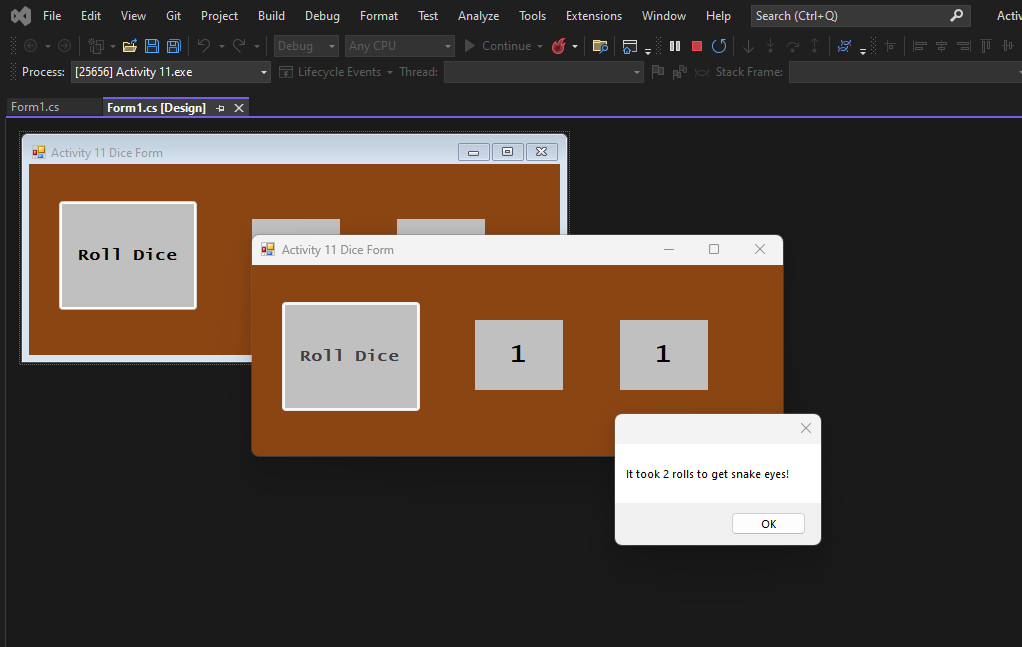 File Edit View Git Project Build Debug Format Test Analyze Tools Extensions Window Help Search (Ctrl+Q) Activ
Debug Any CPU Continue
Process: [25656] Activity 11.exe Lifecycle Events Thread: Stack Frame:
Form1.cs Form1.cs [Design]
Activity 11 Dice Form
Roll Dice
Activity 11 Dice Form
Roll Dice 1 1
It took 2 rolls to get snake eyes!
OK